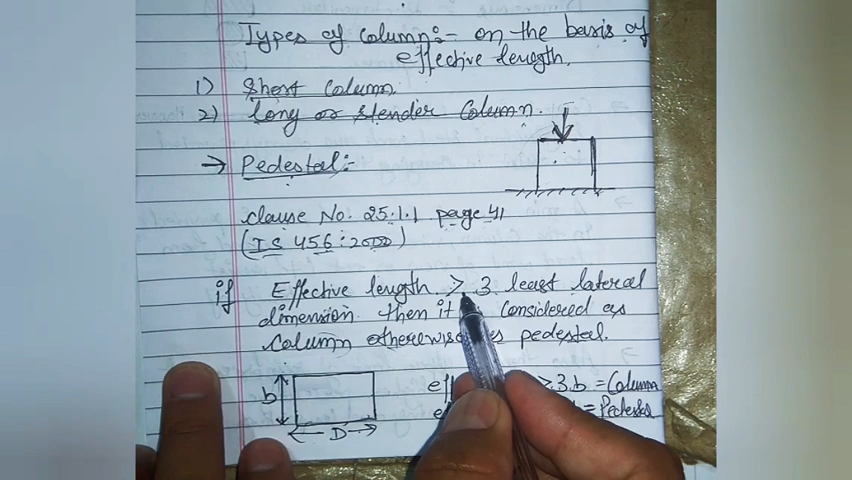 Types of column:- on the basis of
effective length.
1) Short Column.
2) long or slender Column.
→ Pedestal:-
clause No. 25.1.1 page 41
(IS 456:2000)
if Effective length > 3 least lateral
dimension then it considered as
Column otherwise pedestal.
b
D
>3.b = Column